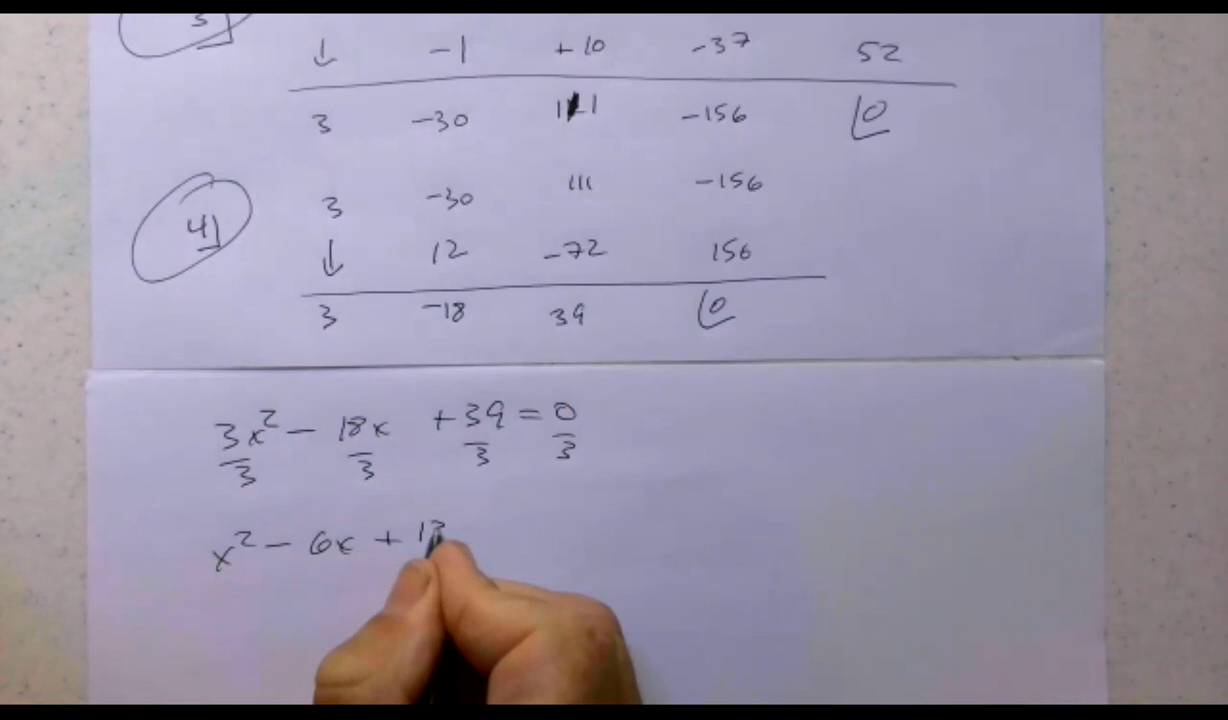 ↓ -1 +10 -37 52
3 -30 111 -156 0
3 -30 111 -156
4
↓ 12 -72 156
3 -18 39 0
3x² - 18x + 39 = 0
3 3 3 3
x² - 6x + 13